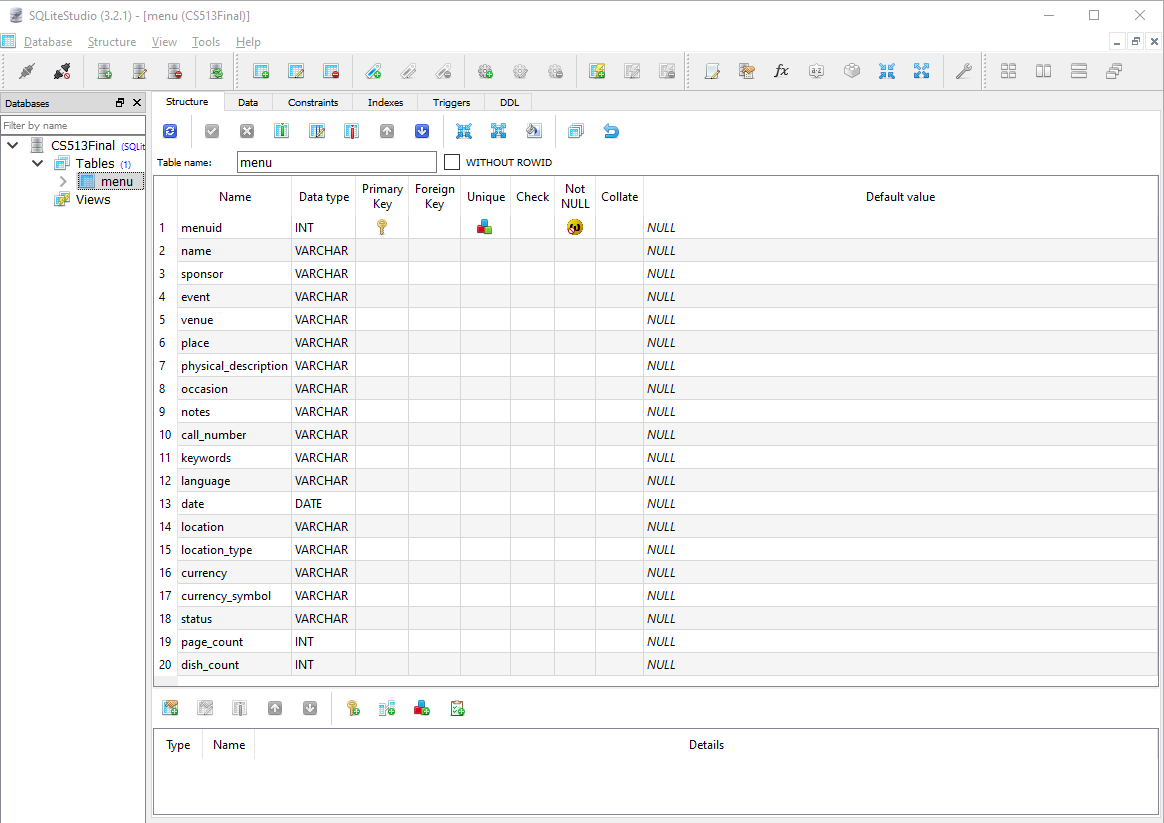 SQLiteStudio (3.2.1) - [menu (CS513Final)]
Database Structure View Tools Help
Databases
Filter by name
CS513Final (SQLit
Tables (1)
menu
Views
Structure Data Constraints Indexes Triggers DDL
Table name: menu WITHOUT ROWID
Name Data type Primary Key Foreign Key Unique Check Not NULL Collate Default value
1 menuid INT NULL
2 name VARCHAR NULL
3 sponsor VARCHAR NULL
4 event VARCHAR NULL
5 venue VARCHAR NULL
6 place VARCHAR NULL
7 physical_description VARCHAR NULL
8 occasion VARCHAR NULL
9 notes VARCHAR NULL
10 call_number VARCHAR NULL
11 keywords VARCHAR NULL
12 language VARCHAR NULL
13 date DATE NULL
14 location VARCHAR NULL
15 location_type VARCHAR NULL
16 currency VARCHAR NULL
17 currency_symbol VARCHAR NULL
18 status VARCHAR NULL
19 page_count INT NULL
20 dish_count INT NULL
Type Name Details